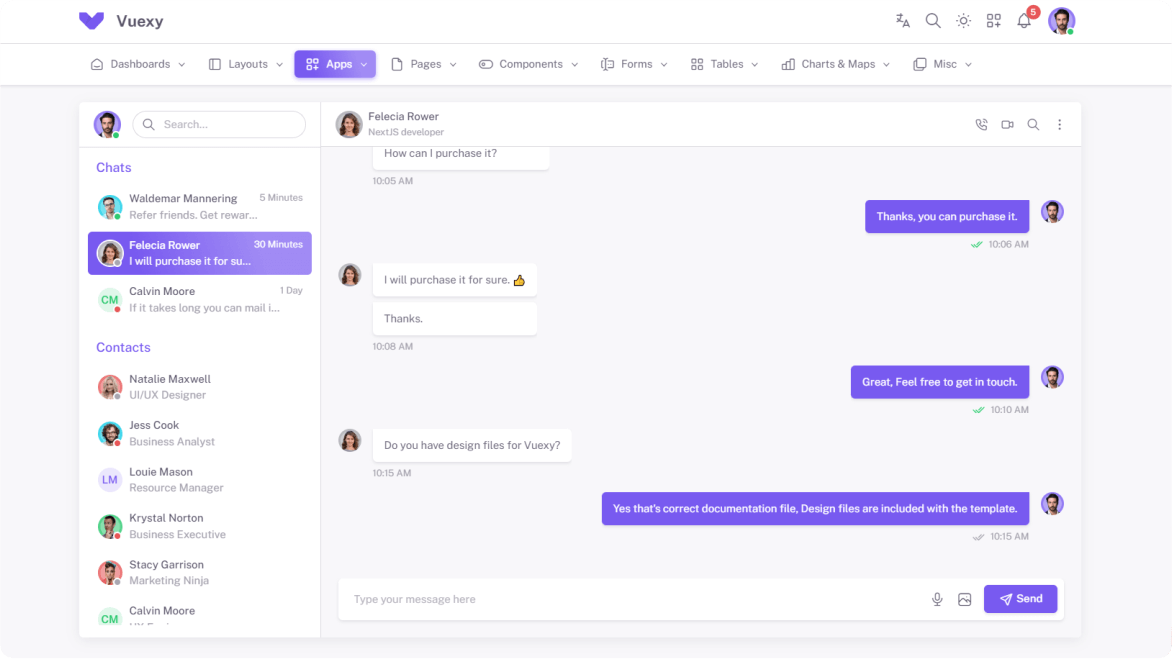 Vuexy
5
Dashboards
Layouts
Apps
Pages
Components
Forms
Tables
Charts & Maps
Misc
Search...
Chats
Waldemar Mannering
5 Minutes
Refer friends. Get rewar...
Felecia Rower
30 Minutes
I will purchase it for su...
CM
Calvin Moore
1 Day
If it takes long you can mail i...
Contacts
Natalie Maxwell
UI/UX Designer
Jess Cook
Business Analyst
LM
Louie Mason
Resource Manager
Krystal Norton
Business Executive
Stacy Garrison
Marketing Ninja
CM
Calvin Moore
Felecia Rower
NextJS developer
How can I purchase it?
10:05 AM
Thanks, you can purchase it.
10:06 AM
I will purchase it for sure. 👍
Thanks.
10:08 AM
Great, Feel free to get in touch.
10:10 AM
Do you have design files for Vuexy?
10:15 AM
Yes that's correct documentation file, Design files are included with the template.
10:15 AM
Type your message here
Send